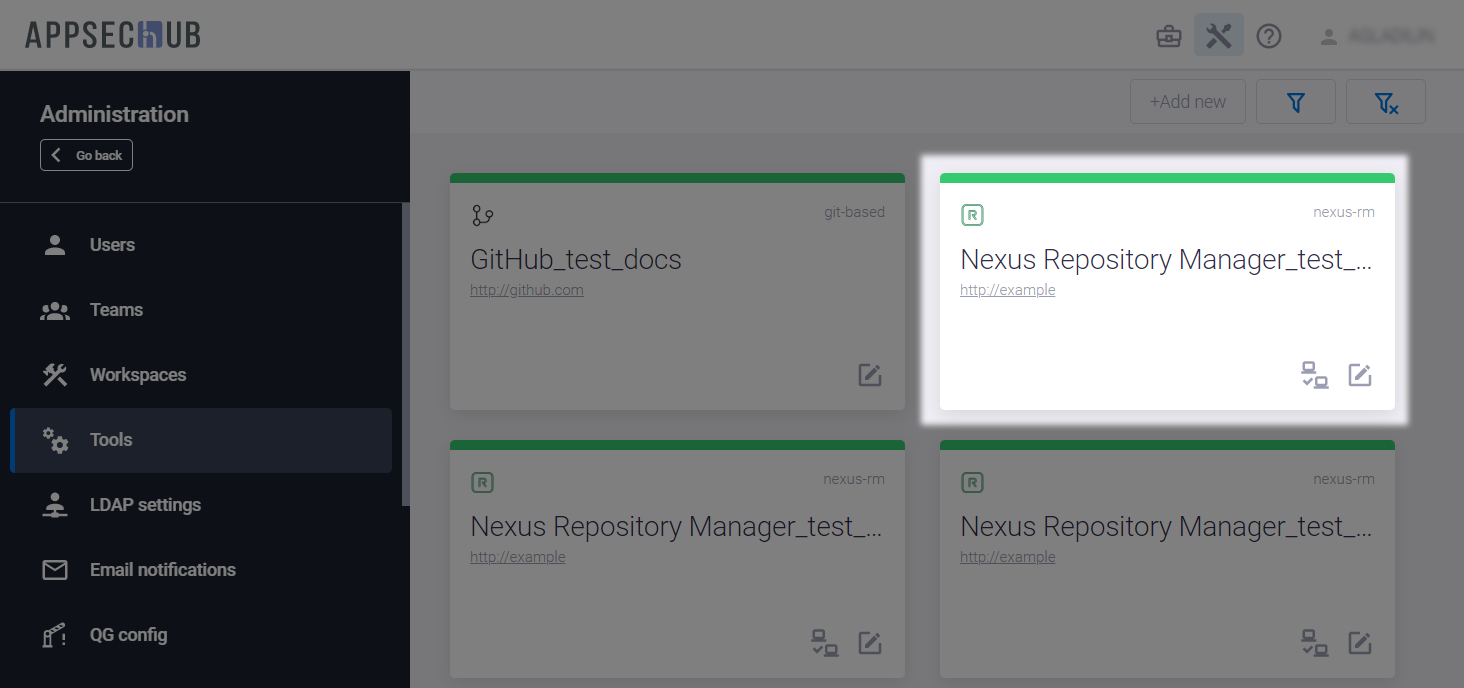 APPSECHUB
Administration
Go back
Users
Teams
Workspaces
Tools
LDAP settings
Email notifications
QG config
+Add new
git-based
GitHub_test_docs
http://github.com
nexus-rm
R
Nexus Repository Manager_test_...
http://example
nexus-rm
R
Nexus Repository Manager_test_...
http://example
nexus-rm
R
Nexus Repository Manager_test_...
http://example